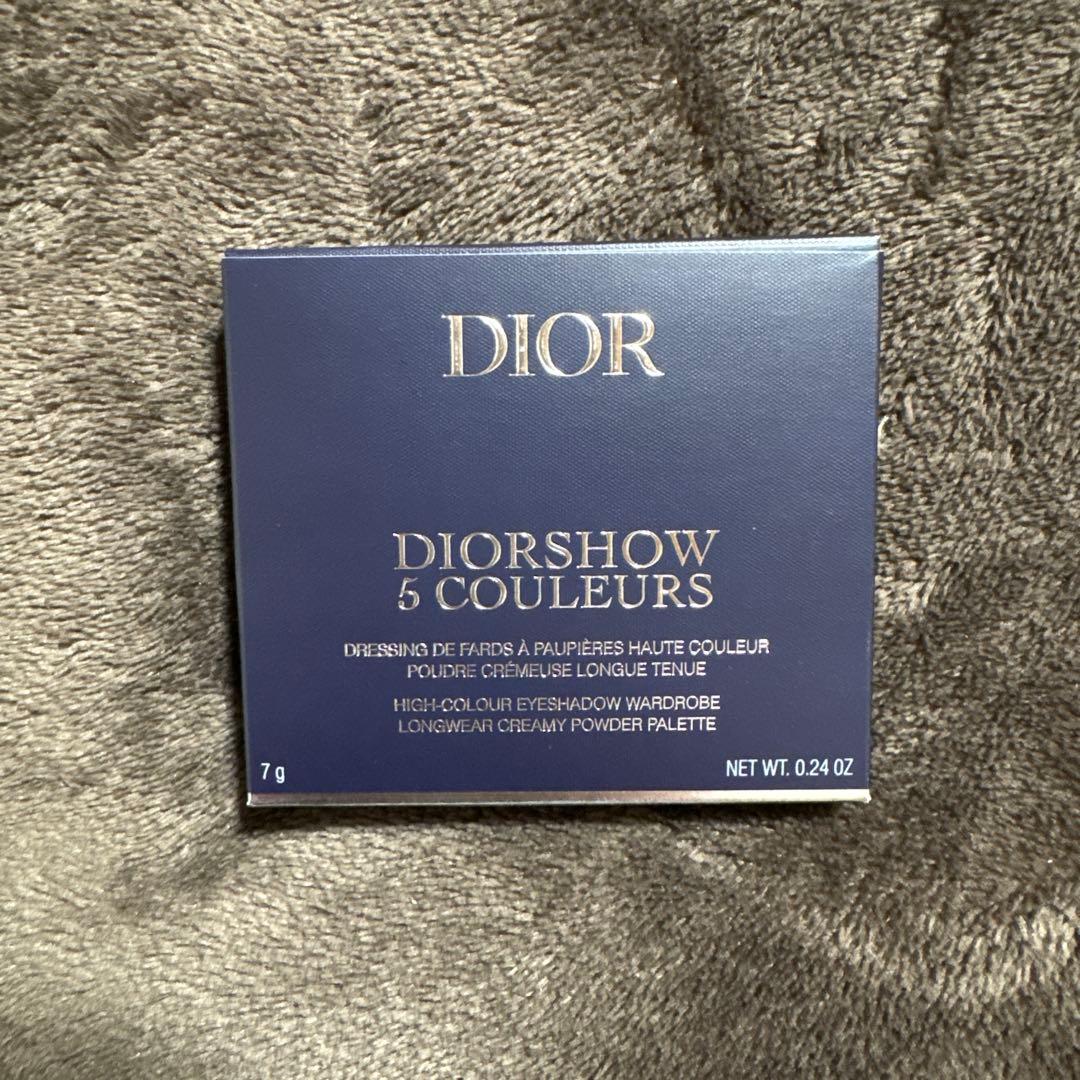 DIOR
DIORSHOW
5 COULEURS
DRESSING DE FARDS À PAUPIÈRES HAUTE COULEUR
POUDRE CRÉMEUSE LONGUE TENUE
HIGH-COLOUR EYESHADOW WARDROBE
LONGWEAR CREAMY POWDER PALETTE
7 g
NET WT. 0.24 OZ